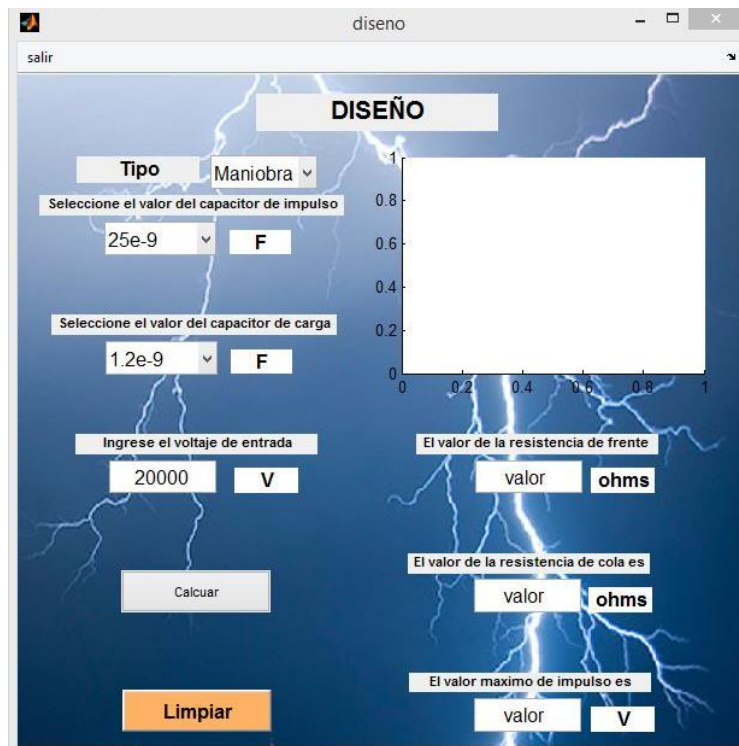 diseno
salir
DISEÑO
Tipo
Maniobra
Seleccione el valor del capacitor de impulso
25e-9
F
Seleccione el valor del capacitor de carga
1.2e-9
F
Ingrese el voltaje de entrada
20000
V
Calcuar
Limpiar
1
0.8
0.6
0.4
0.2
0
0 0.2 0.4 0.6 0.8 1
El valor de la resistencia de frente
valor
ohms
El valor de la resistencia de cola es
valor
ohms
El valor maximo de impulso es
valor
V